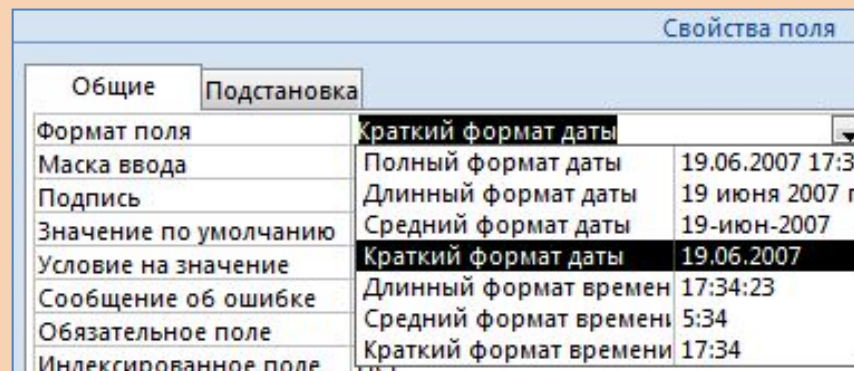 Свойства поля
Общие Подстановка
Формат поля Краткий формат даты
Маска ввода Полный формат даты 19.06.2007 17:3
Подпись Длинный формат даты 19 июня 2007 г
Значение по умолчанию Средний формат даты 19-июн-2007
Условие на значение Краткий формат даты 19.06.2007
Сообщение об ошибке Длинный формат времен 17:34:23
Обязательное поле Средний формат времени 5:34
Индексированное поле Краткий формат времени 17:34